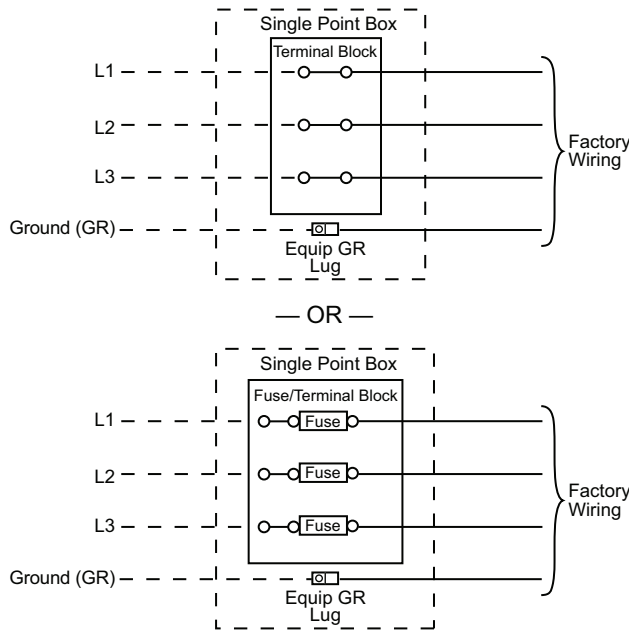 Single Point Box
Terminal Block
L1
L2
L3
Factory
Wiring
Ground (GR)
Equip GR
Lug
— OR —
Single Point Box
Fuse/Terminal Block
L1
Fuse
L2
Fuse
L3
Fuse
Factory
Wiring
Ground (GR)
Equip GR
Lug